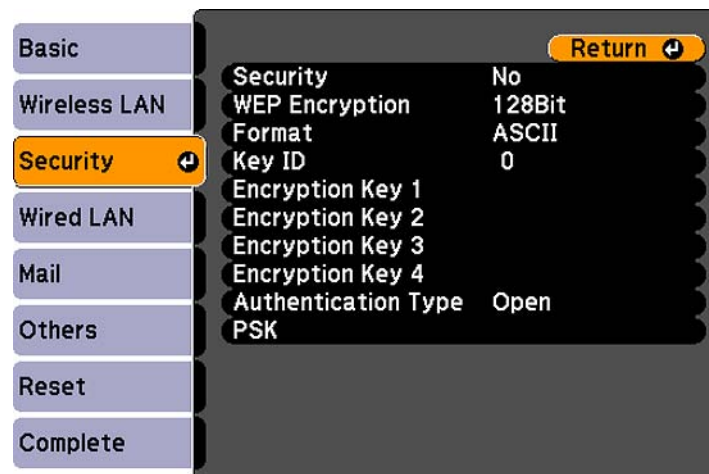 Basic
Wireless LAN
Security
Wired LAN
Mail
Others
Reset
Complete
Return
Security No
WEP Encryption 128Bit
Format ASCII
Key ID 0
Encryption Key 1
Encryption Key 2
Encryption Key 3
Encryption Key 4
Authentication Type Open
PSK